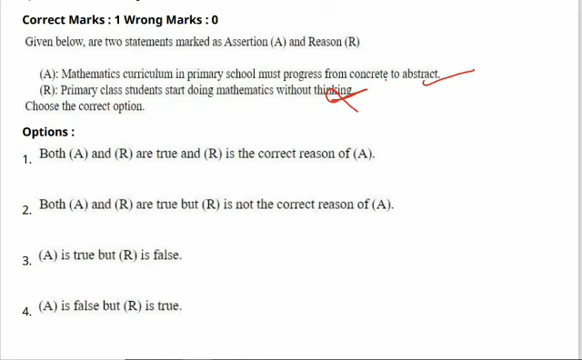 Correct Marks : 1 Wrong Marks : 0
Given below, are two statements marked as Assertion (A) and Reason (R)
(A): Mathematics curriculum in primary school must progress from concrete to abstract.
(R): Primary class students start doing mathematics without thinking.
Choose the correct option.
Options :
1. Both (A) and (R) are true and (R) is the correct reason of (A).
2. Both (A) and (R) are true but (R) is not the correct reason of (A).
3. (A) is true but (R) is false.
4. (A) is false but (R) is true.